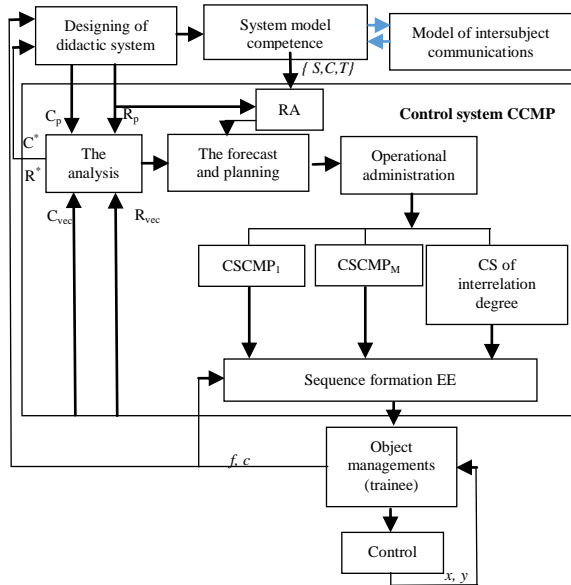 Designing of
didactic system
System model
competence
Model of intersubject
communications
{ S,C,T}
RA
Control system CCMP
Cp
Rp
C*
R*
The
analysis
The forecast
and planning
Operational
administration
Cvec
Rvec
CSCMP1
CSCMPM
CS of
interrelation
degree
Sequence formation EE
Object
managements
(trainee)
f, c
Control
x, y